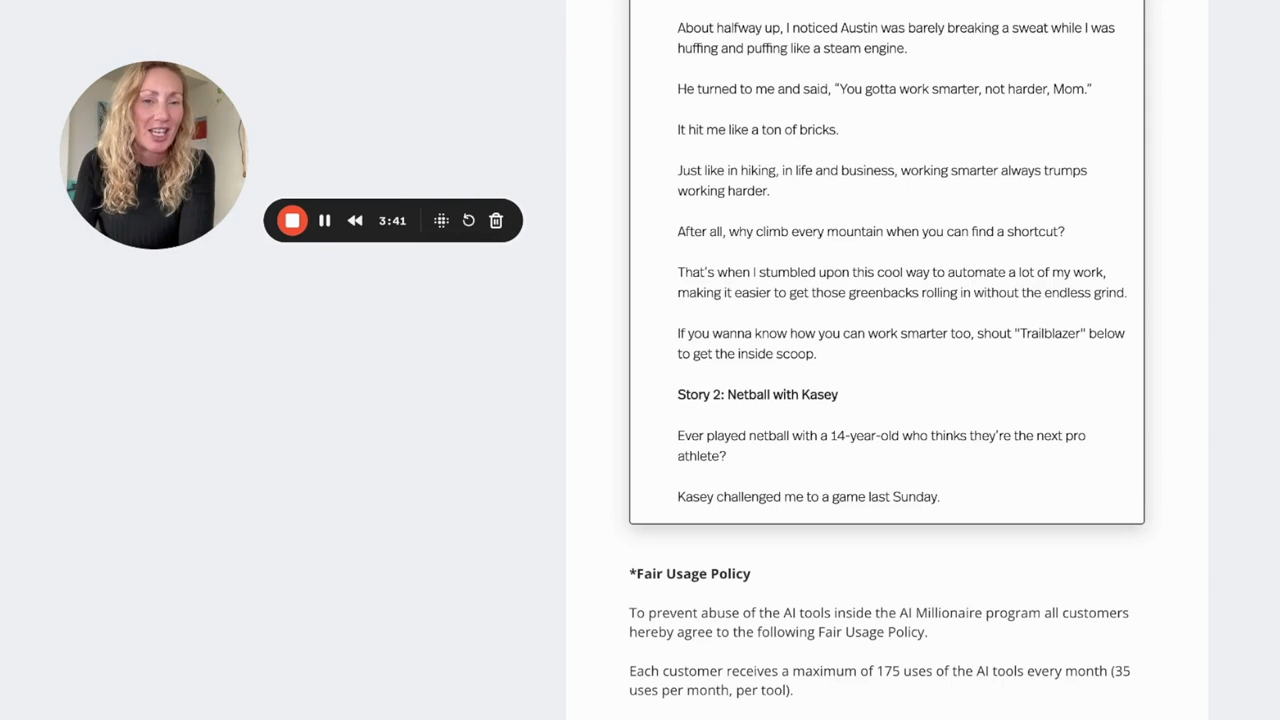 About halfway up, I noticed Austin was barely breaking a sweat while I was
huffing and puffing like a steam engine.
He turned to me and said, “You gotta work smarter, not harder, Mom.”
It hit me like a ton of bricks.
Just like in hiking, in life and business, working smarter always trumps
working harder.
After all, why climb every mountain when you can find a shortcut?
That’s when I stumbled upon this cool way to automate a lot of my work,
making it easier to get those greenbacks rolling in without the endless grind.
If you wanna know how you can work smarter too, shout "Trailblazer" below
to get the inside scoop.
Story 2: Netball with Kasey
Ever played netball with a 14-year-old who thinks they’re the next pro
athlete?
Kasey challenged me to a game last Sunday.
3:41
*Fair Usage Policy
To prevent abuse of the AI tools inside the AI Millionaire program all customers
hereby agree to the following Fair Usage Policy.
Each customer receives a maximum of 175 uses of the AI tools every month (35
uses per month, per tool).